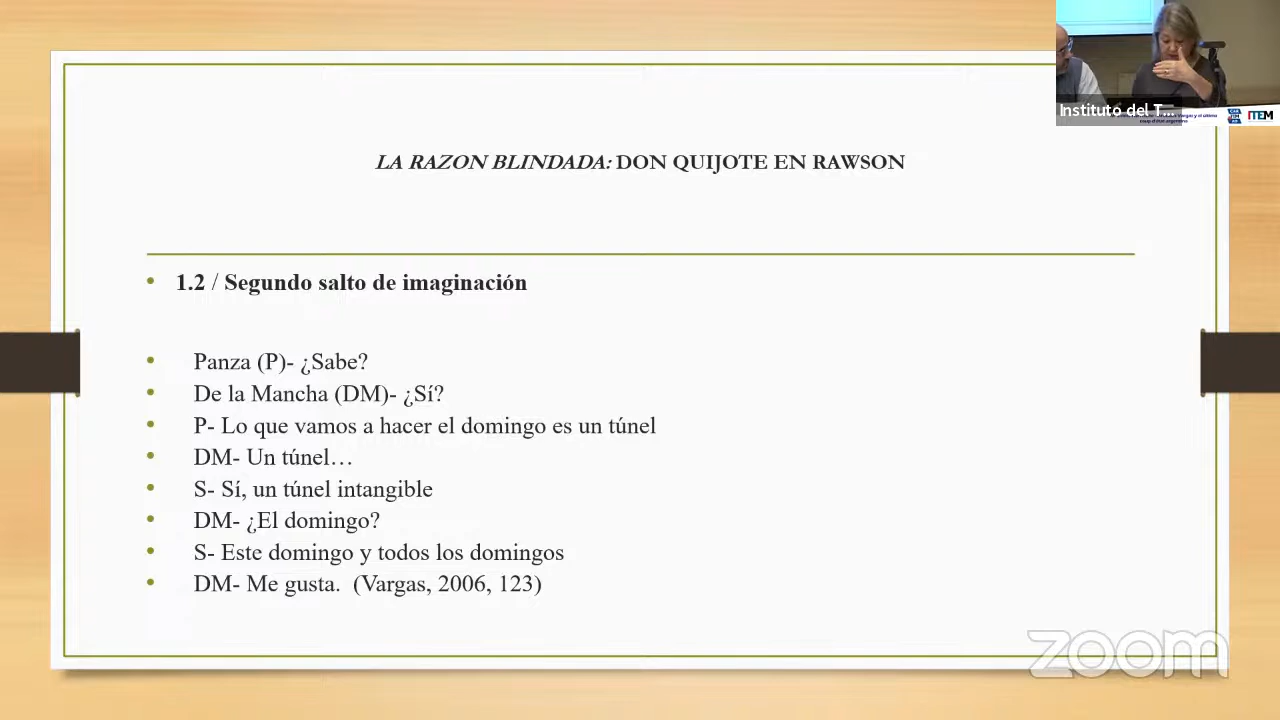 Instituto del T...
ITEM
LA RAZON BLINDADA: DON QUIJOTE EN RAWSON
• 1.2 / Segundo salto de imaginación
• Panza (P)- ¿Sabe?
• De la Mancha (DM)- ¿Sí?
• P- Lo que vamos a hacer el domingo es un túnel
• DM- Un túnel…
• S- Sí, un túnel intangible
• DM- ¿El domingo?
• S- Este domingo y todos los domingos
• DM- Me gusta. (Vargas, 2006, 123)
zoom